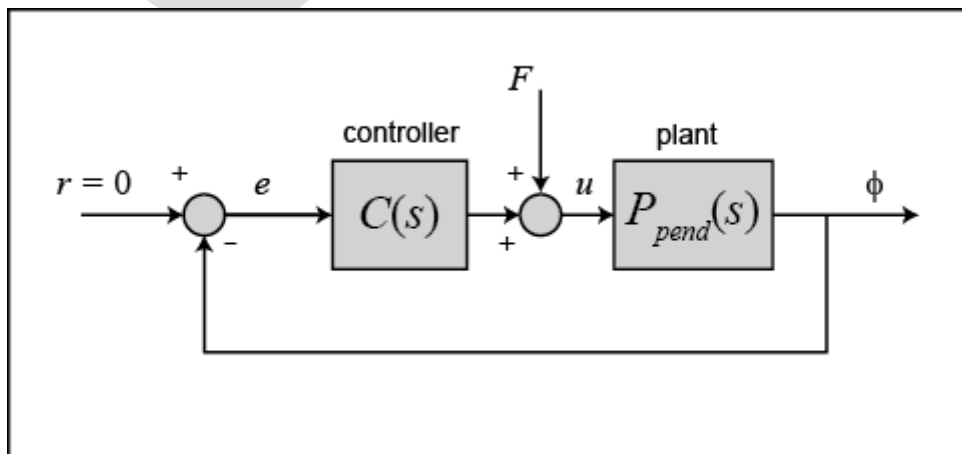 F
controller
plant
r = 0
+
e
C(s)
+
+
u
P_pend(s)
ϕ
-